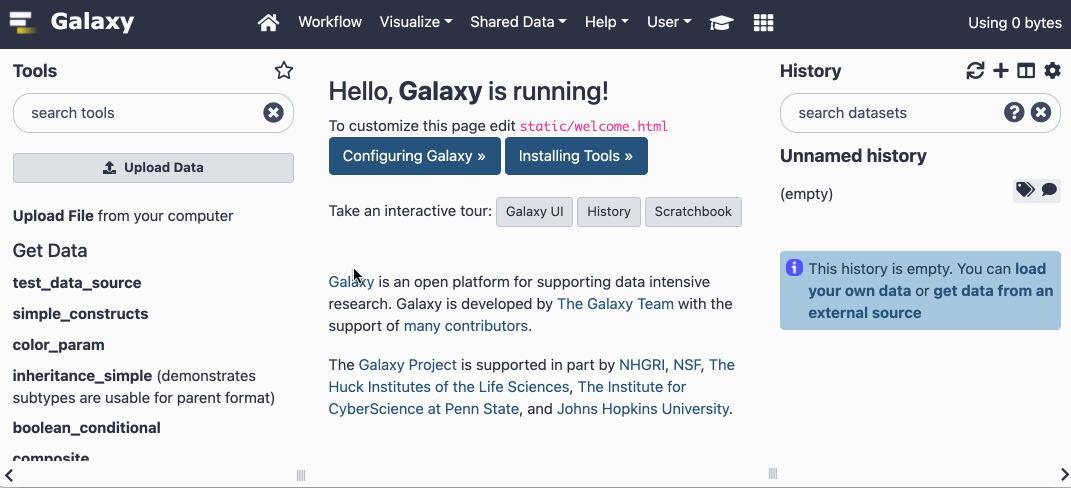 Galaxy
Workflow Visualize Shared Data Help User
Using 0 bytes
Tools
search tools
Upload Data
Upload File from your computer
Get Data
test_data_source
simple_constructs
color_param
inheritance_simple (demonstrates
subtypes are usable for parent format)
boolean_conditional
composite
Hello, Galaxy is running!
To customize this page edit static/welcome.html
Configuring Galaxy » Installing Tools »
Take an interactive tour: Galaxy UI History Scratchbook
Galaxy is an open platform for supporting data intensive
research. Galaxy is developed by The Galaxy Team with the
support of many contributors.
The Galaxy Project is supported in part by NHGRI, NSF, The
Huck Institutes of the Life Sciences, The Institute for
CyberScience at Penn State, and Johns Hopkins University.
History
search datasets
Unnamed history
(empty)
This history is empty. You can load
your own data or get data from an
external source